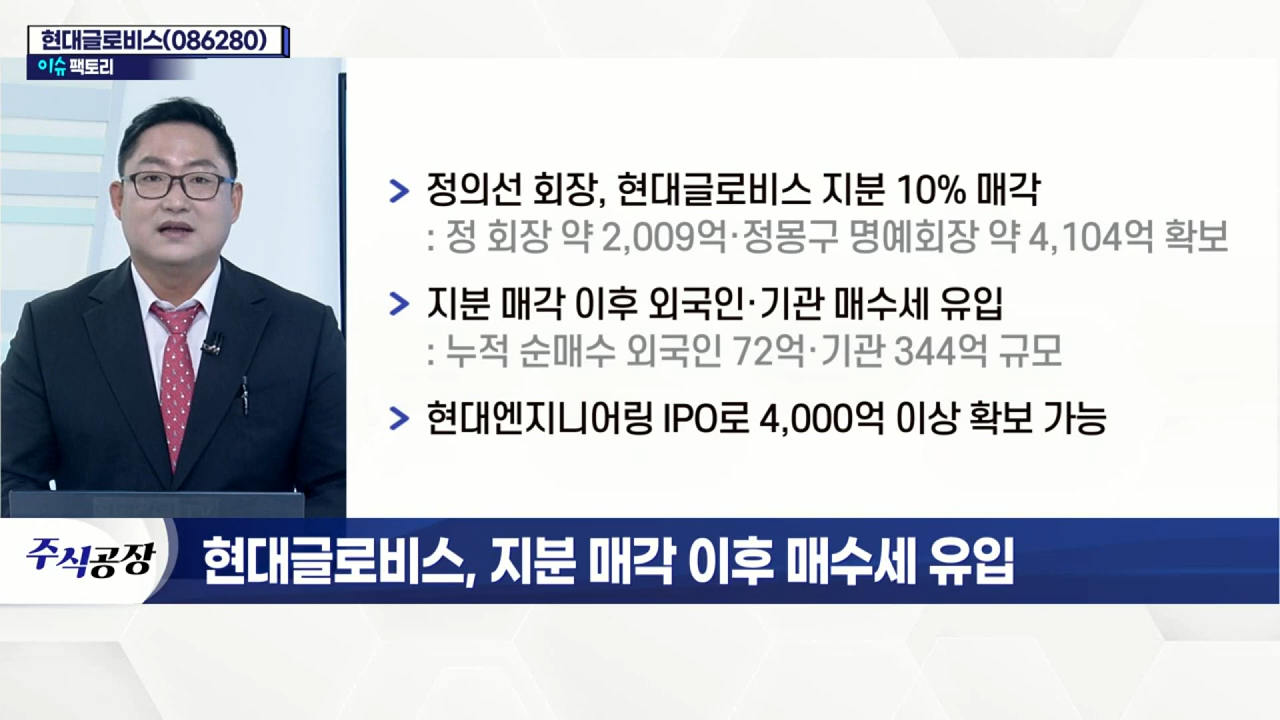 현대글로비스(086280)
이슈 팩토리
정의선 회장, 현대글로비스 지분 10% 매각
: 정 회장 약 2,009억·정몽구 명예회장 약 4,104억 확보
지분 매각 이후 외국인·기관 매수세 유입
: 누적 순매수 외국인 72억·기관 344억 규모
현대엔지니어링 IPO로 4,000억 이상 확보 가능
주식공장
현대글로비스, 지분 매각 이후 매수세 유입